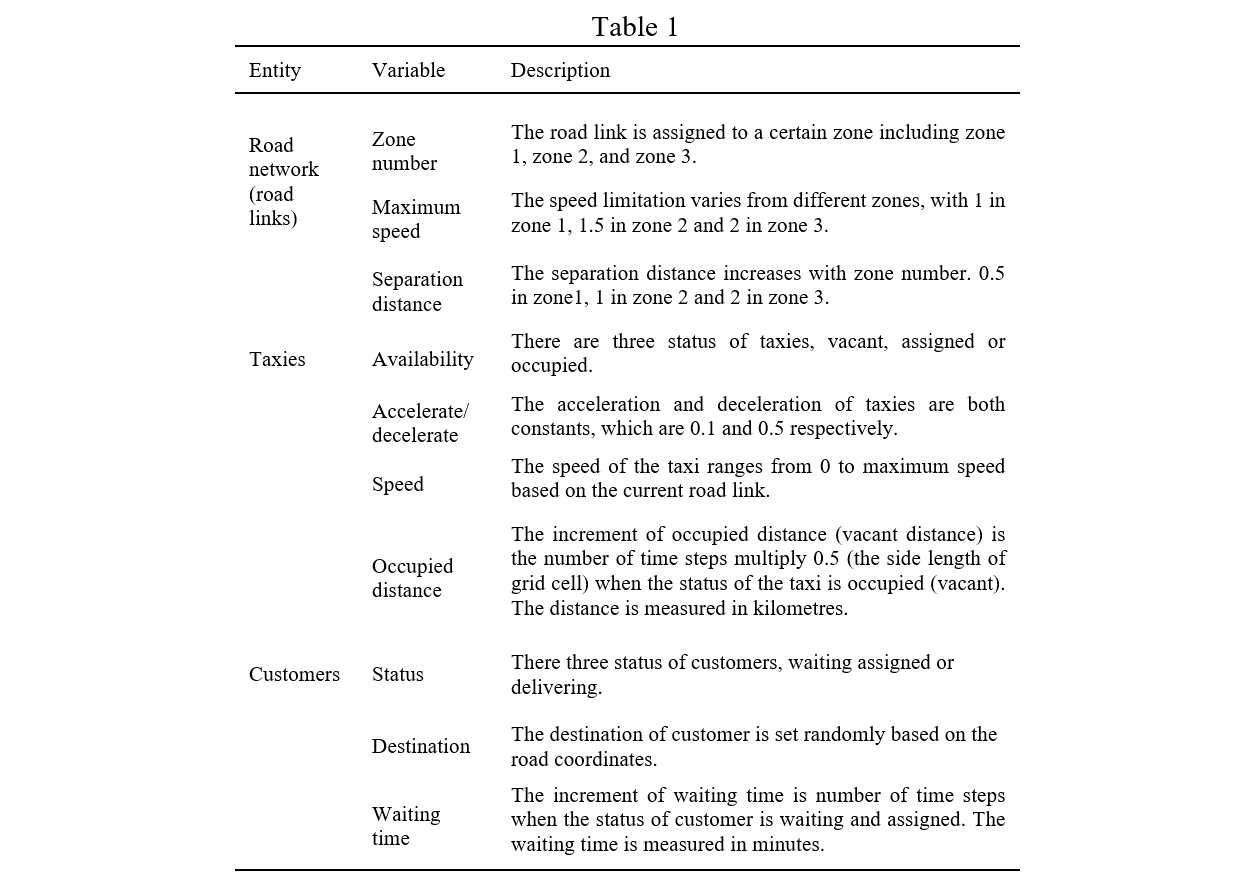 Table 1
Entity Variable Description
Road network (road links) Zone number The road link is assigned to a certain zone including zone
1, zone 2, and zone 3.
Maximum speed The speed limitation varies from different zones, with 1 in
zone 1, 1.5 in zone 2 and 2 in zone 3.
Separation distance The separation distance increases with zone number. 0.5
in zone1, 1 in zone 2 and 2 in zone 3.
Taxies Availability There are three status of taxies, vacant, assigned or
occupied.
Accelerate/ decelerate The acceleration and deceleration of taxies are both
constants, which are 0.1 and 0.5 respectively.
Speed The speed of the taxi ranges from 0 to maximum speed
based on the current road link.
Occupied distance The increment of occupied distance (vacant distance) is
the number of time steps multiply 0.5 (the side length of
grid cell) when the status of the taxi is occupied (vacant).
The distance is measured in kilometres.
Customers Status There three status of customers, waiting assigned or
delivering.
Destination The destination of customer is set randomly based on the
road coordinates.
Waiting time The increment of waiting time is number of time steps
when the status of customer is waiting and assigned. The
waiting time is measured in minutes.